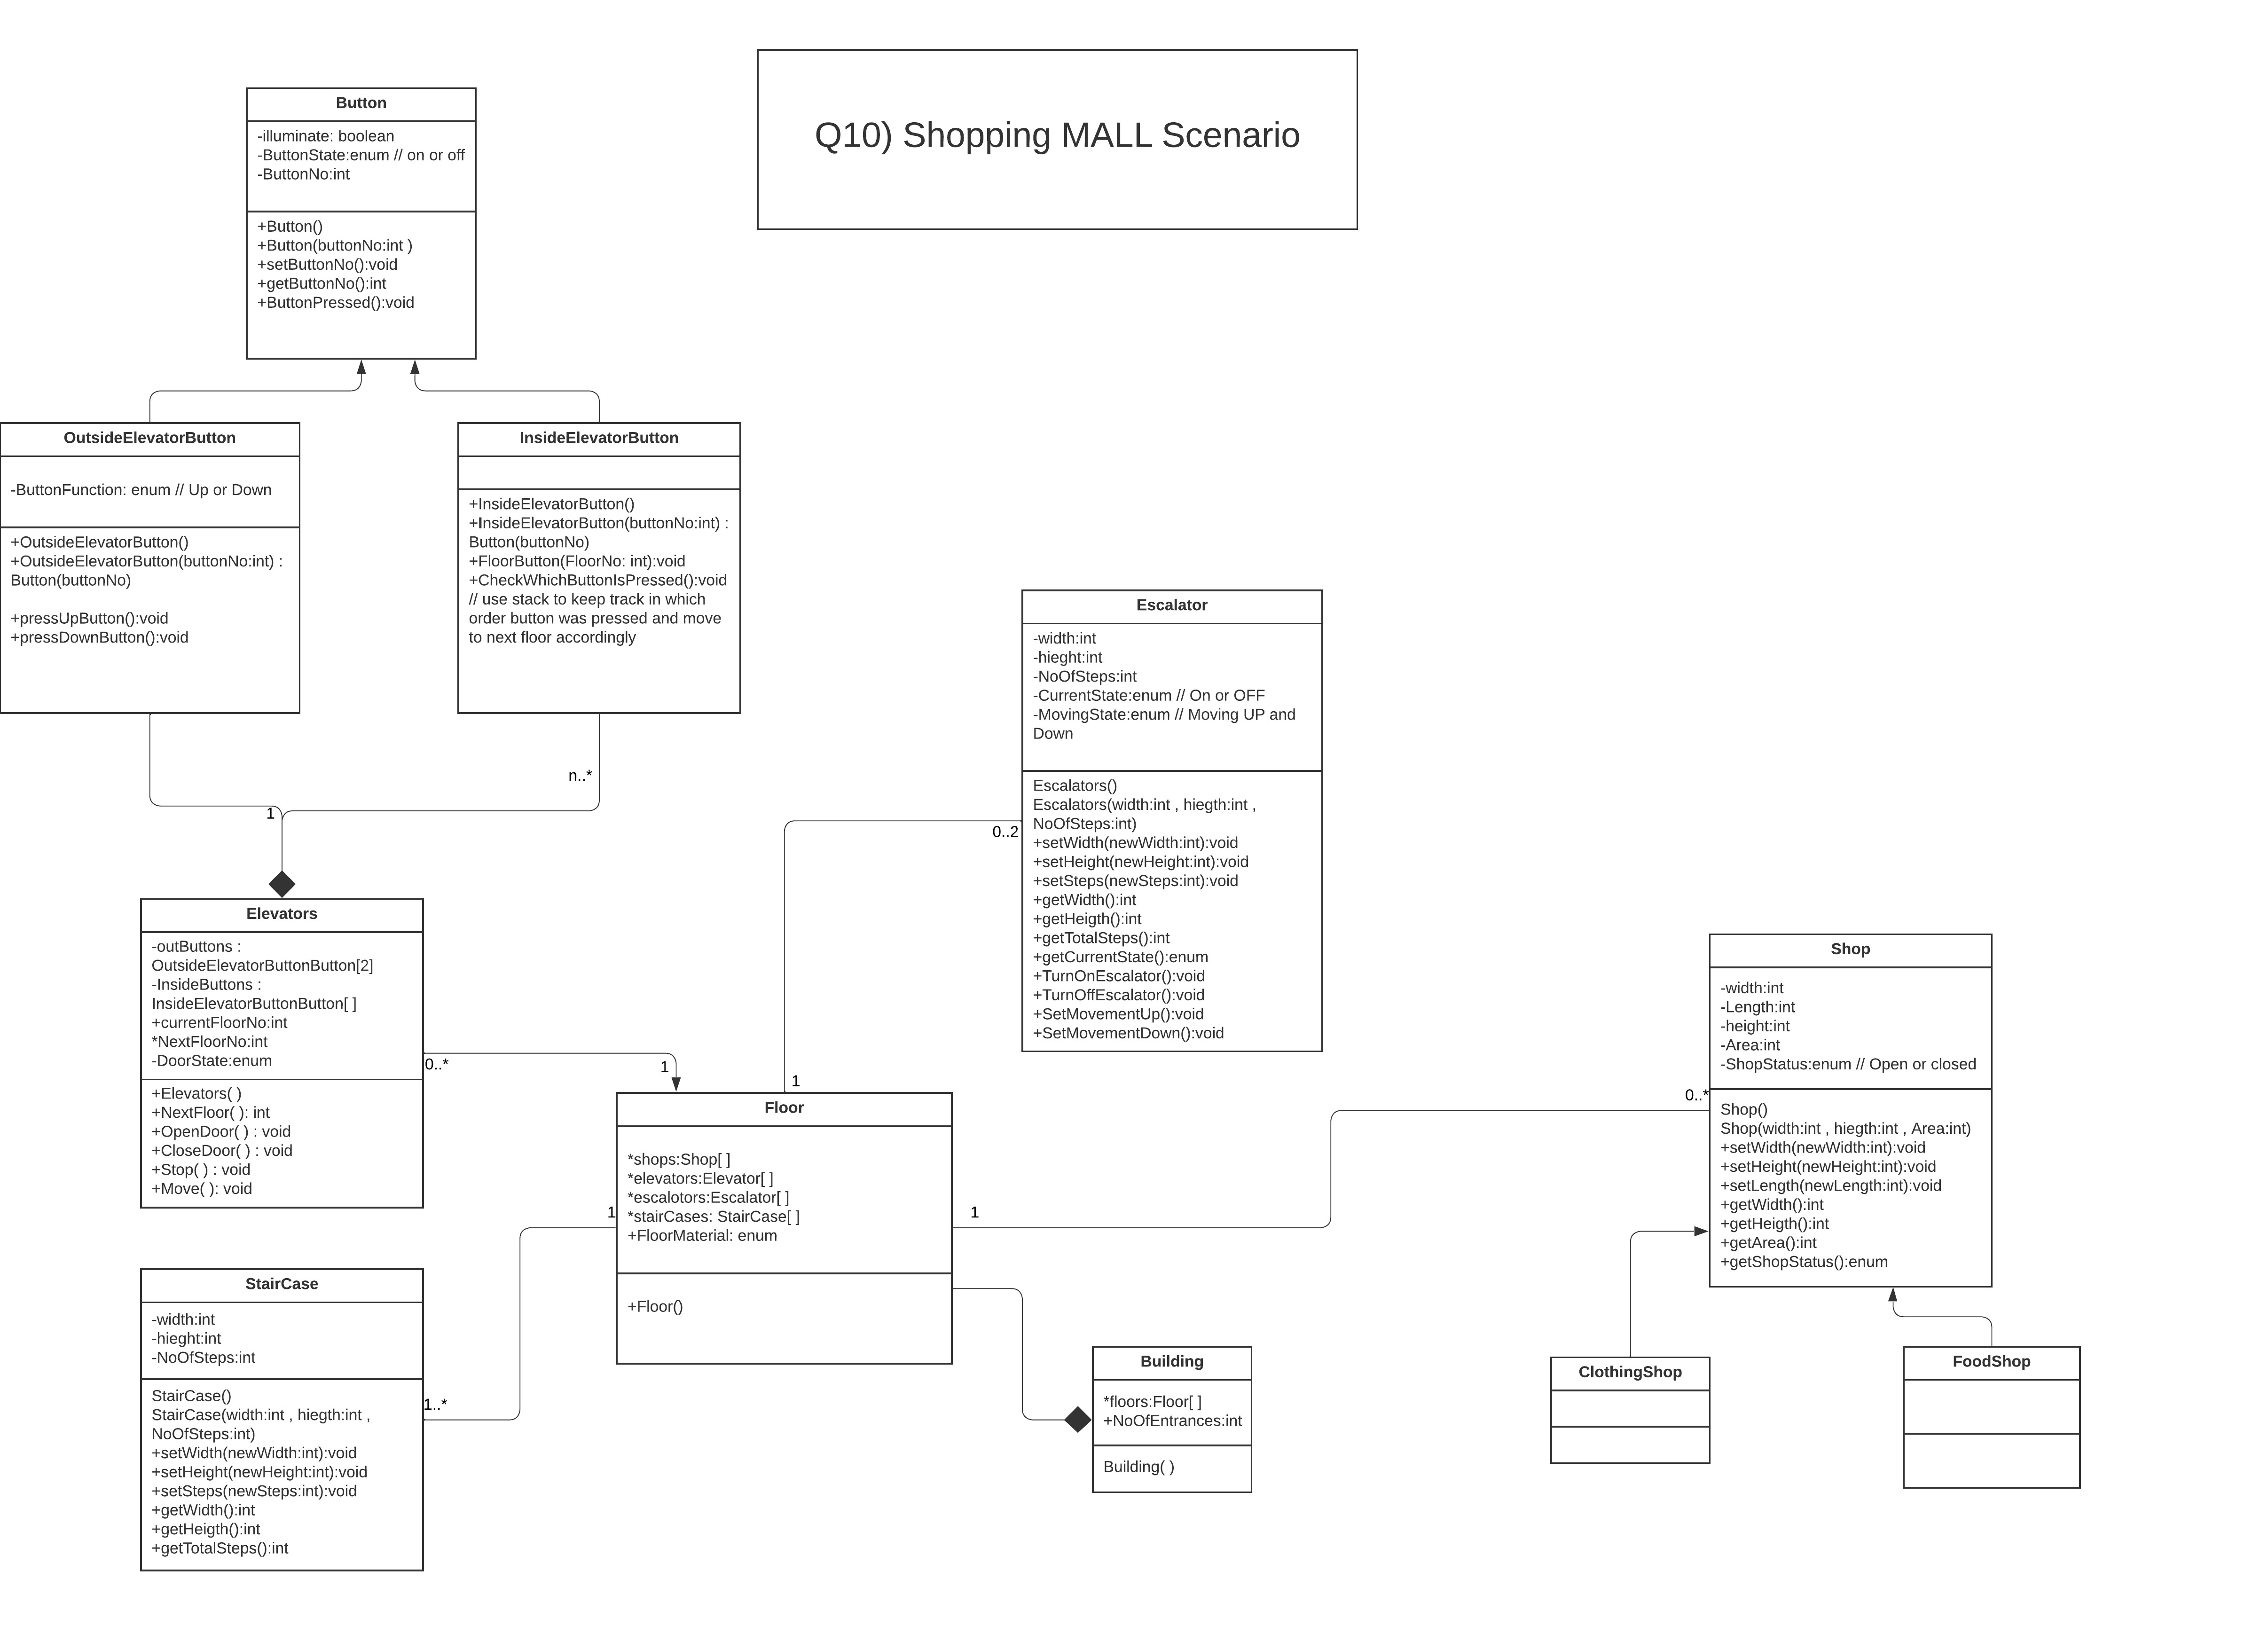 Q10) Shopping MALL Scenario
Button
-illuminate: boolean
-ButtonState:enum // on or off
-ButtonNo:int
+Button()
+Button(buttonNo:int )
+setButtonNo():void
+getButtonNo():int
+ButtonPressed():void
OutsideElevatorButton
-ButtonFunction: enum // Up or Down
+OutsideElevatorButton()
+OutsideElevatorButton(buttonNo:int) :
Button(buttonNo)
+pressUpButton():void
+pressDownButton():void
InsideElevatorButton
+InsideElevatorButton()
+InsideElevatorButton(buttonNo:int) :
Button(buttonNo)
+FloorButton(FloorNo: int):void
+CheckWhichButtonIsPressed():void
// use stack to keep track in which
order button was pressed and move
to next floor accordingly
n..*
1
Elevators
-outButtons :
OutsideElevatorButtonButton[2]
-InsideButtons :
InsideElevatorButtonButton[ ]
+currentFloorNo:int
*NextFloorNo:int
-DoorState:enum
+Elevators( )
+NextFloor( ): int
+OpenDoor( ) : void
+CloseDoor( ) : void
+Stop( ) : void
+Move( ): void
0..*
1
Escalator
-width:int
-hieght:int
-NoOfSteps:int
-CurrentState:enum // On or OFF
-MovingState:enum // Moving UP and
Down
Escalators()
Escalators(width:int , hiegth:int ,
NoOfSteps:int)
+setWidth(newWidth:int):void
+setHeight(newHeight:int):void
+setSteps(newSteps:int):void
+getWidth():int
+getHeigth():int
+getTotalSteps():int
+getCurrentState():enum
+TurnOnEscalator():void
+TurnOffEscalator():void
+SetMovementUp():void
+SetMovementDown():void
0..2
1
Floor
*shops:Shop[ ]
*elevators:Elevator[ ]
*escalotors:Escalator[ ]
*stairCases: StairCase[ ]
+FloorMaterial: enum
+Floor()
1
1
0..*
Shop
-width:int
-Length:int
-height:int
-Area:int
-ShopStatus:enum // Open or closed
Shop()
Shop(width:int , hiegth:int , Area:int)
+setWidth(newWidth:int):void
+setHeight(newHeight:int):void
+setLength(newLength:int):void
+getWidth():int
+getHeigth():int
+getArea():int
+getShopStatus():enum
StairCase
-width:int
-hieght:int
-NoOfSteps:int
StairCase()
StairCase(width:int , hiegth:int ,
NoOfSteps:int)
+setWidth(newWidth:int):void
+setHeight(newHeight:int):void
+setSteps(newSteps:int):void
+getWidth():int
+getHeigth():int
+getTotalSteps():int
1..*
Building
*floors:Floor[ ]
+NoOfEntrances:int
Building( )
ClothingShop
FoodShop